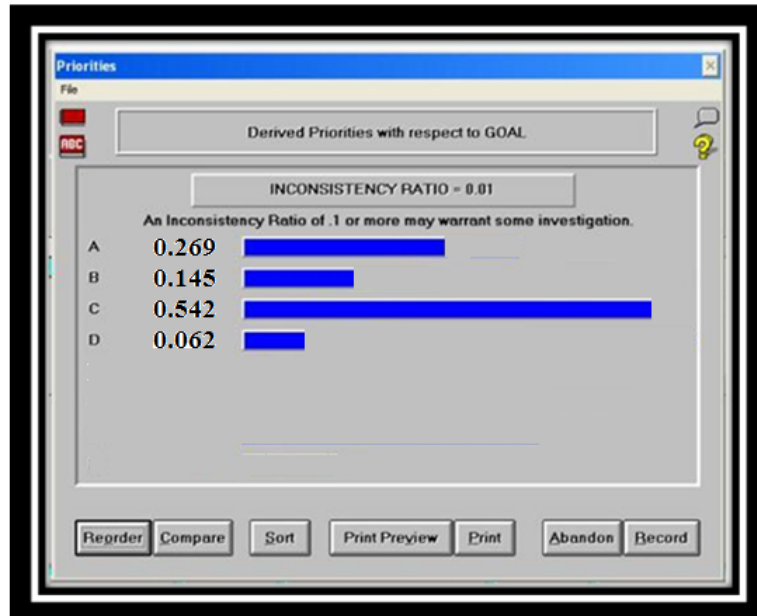 Priorities
File
ABC
Derived Priorities with respect to GOAL
INCONSISTENCY RATIO = 0.01
An Inconsistency Ratio of .1 or more may warrant some investigation.
A 0.269
B 0.145
C 0.542
D 0.062
Reorder Compare Sort Print Preview Print Abandon Record